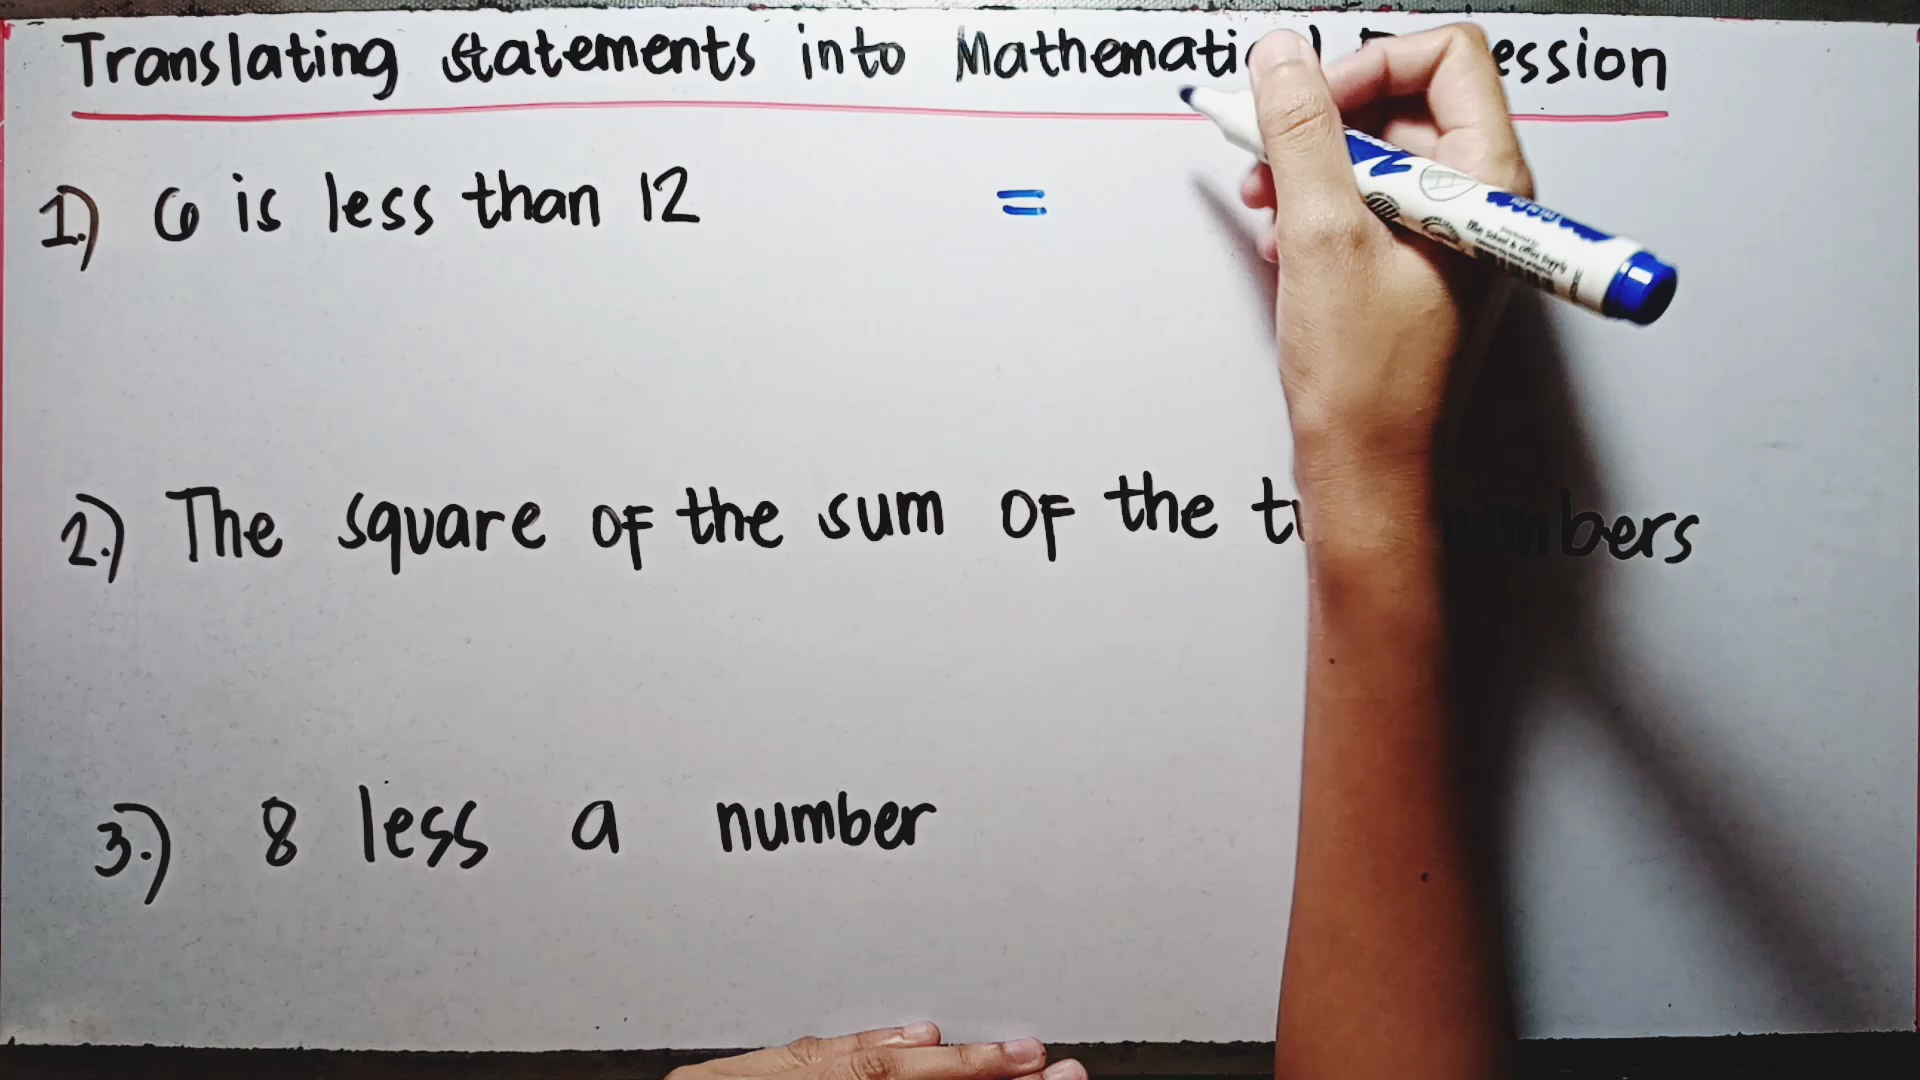 Translating statements into
1.) 6 is less than 12 =
2.) The square of the sum of the
3.) 8 less a number